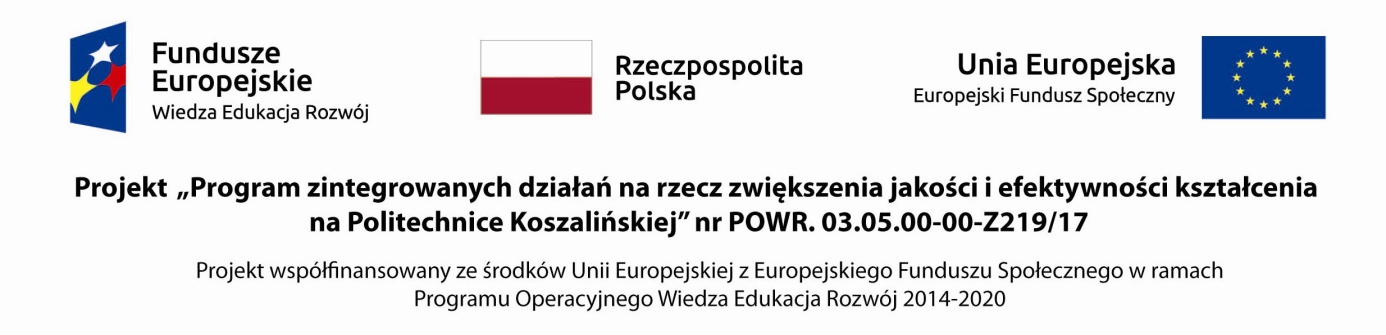 Fundusze
Europejskie
Wiedza Edukacja Rozwój
Rzeczpospolita
Polska
Unia Europejska
Europejski Fundusz Społeczny
Projekt „Program zintegrowanych działań na rzecz zwiększenia jakości i efektywności kształcenia
na Politechnice Koszalińskiej” nr POWR. 03.05.00-00-Z219/17
Projekt współfinansowany ze środków Unii Europejskiej z Europejskiego Funduszu Społecznego w ramach
Programu Operacyjnego Wiedza Edukacja Rozwój 2014-2020